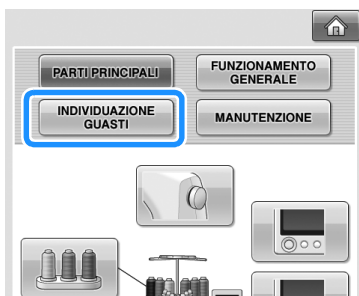 PARTI PRINCIPALI
FUNZIONAMENTO
GENERALE
INDIVIDUAZIONE
GUASTI
MANUTENZIONE